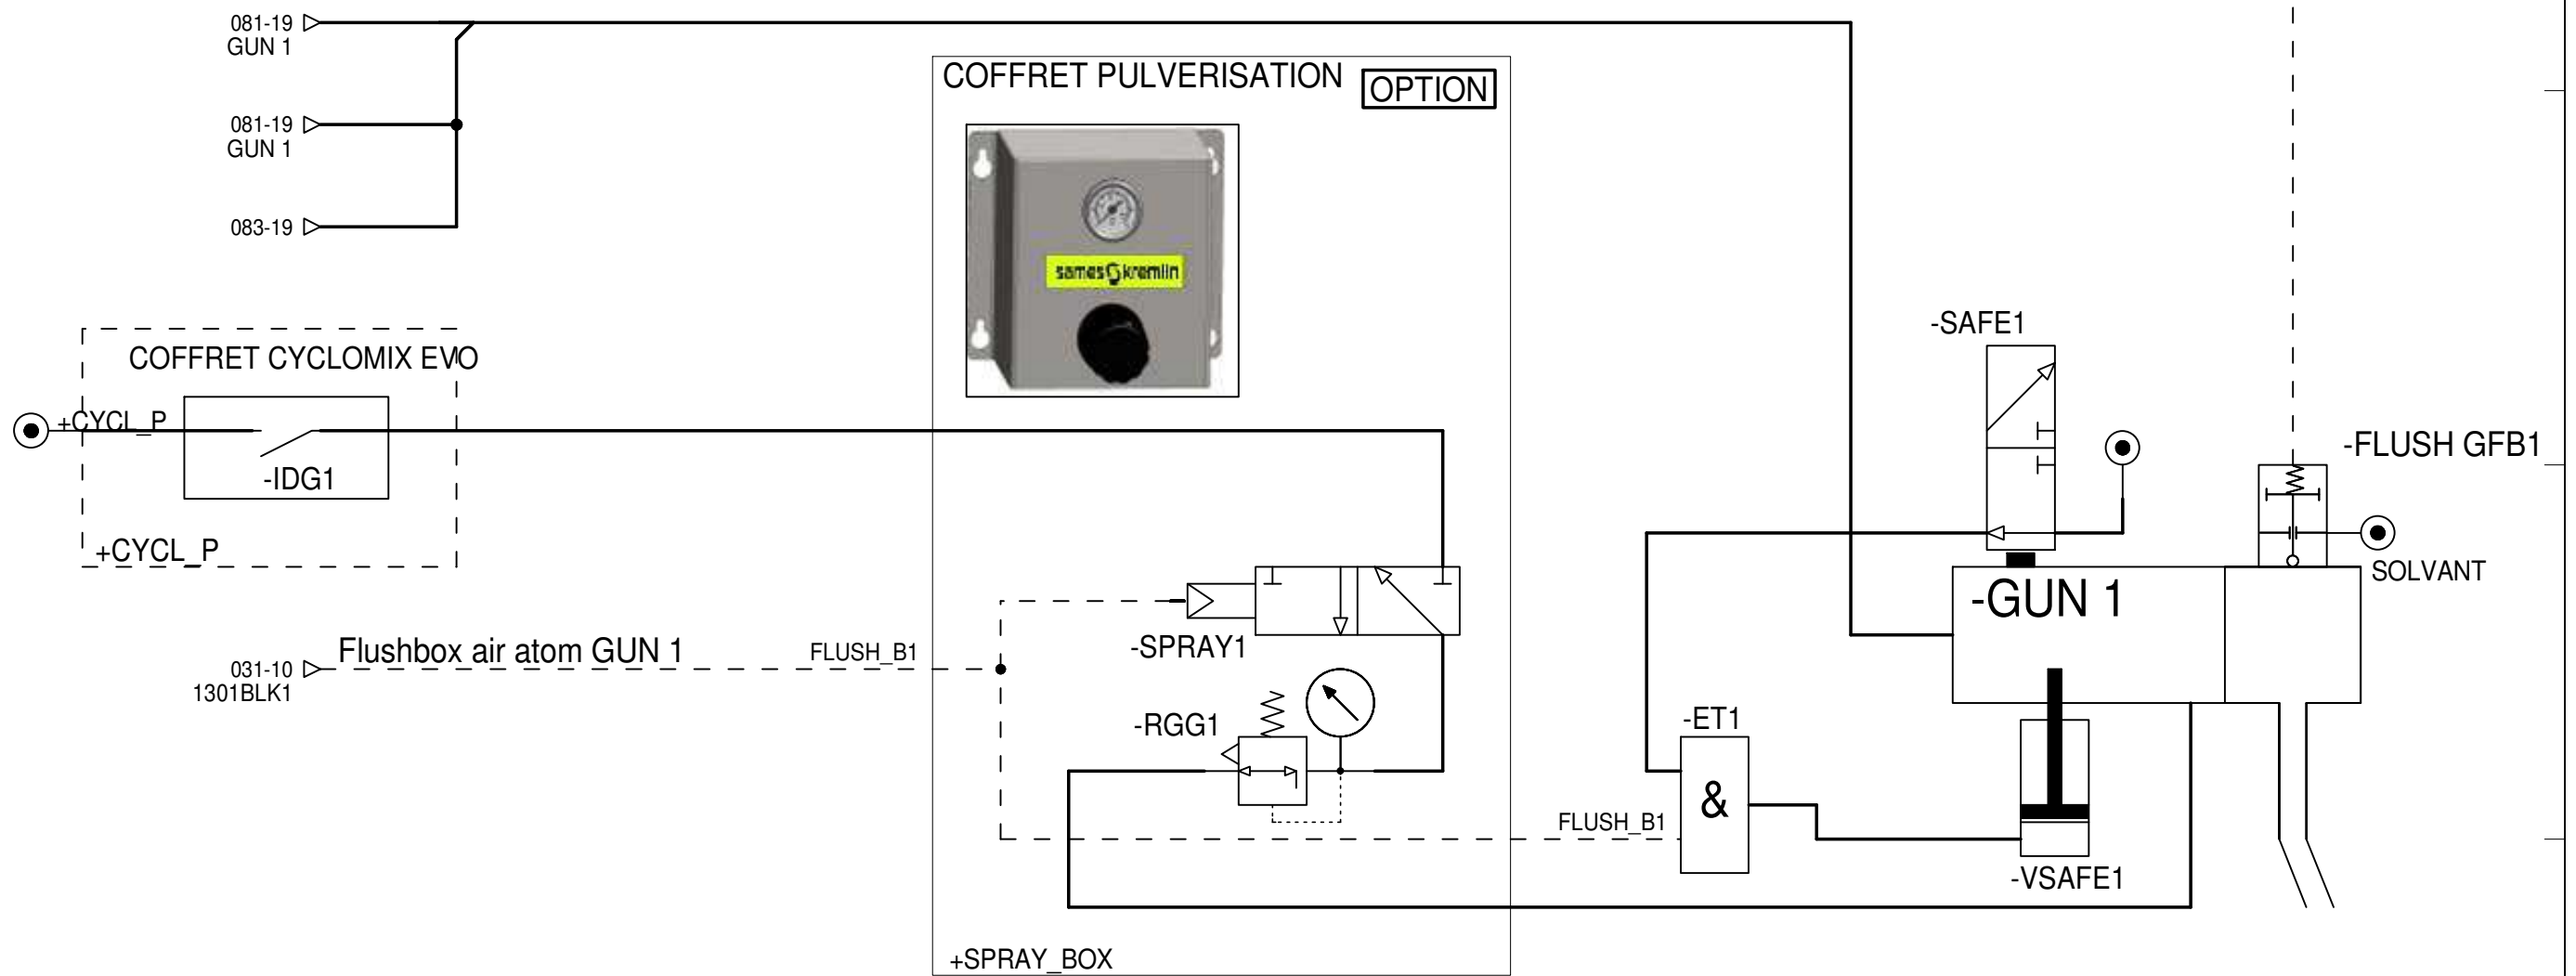 081-19
GUN 1
081-19
GUN 1
083-19
COFFRET PULVERISATION
OPTION
sames kremlin
-SAFE1
COFFRET CYCLOMIX EVO
+CYCL_P
-IDG1
+CYCL_P
-FLUSH GFB1
SOLVANT
-GUN 1
-SPRAY1
Flushbox air atom GUN 1
FLUSH_B1
031-10
1301BLK1
-RGG1
-ET1
&
FLUSH_B1
-VSAFE1
+SPRAY_BOX